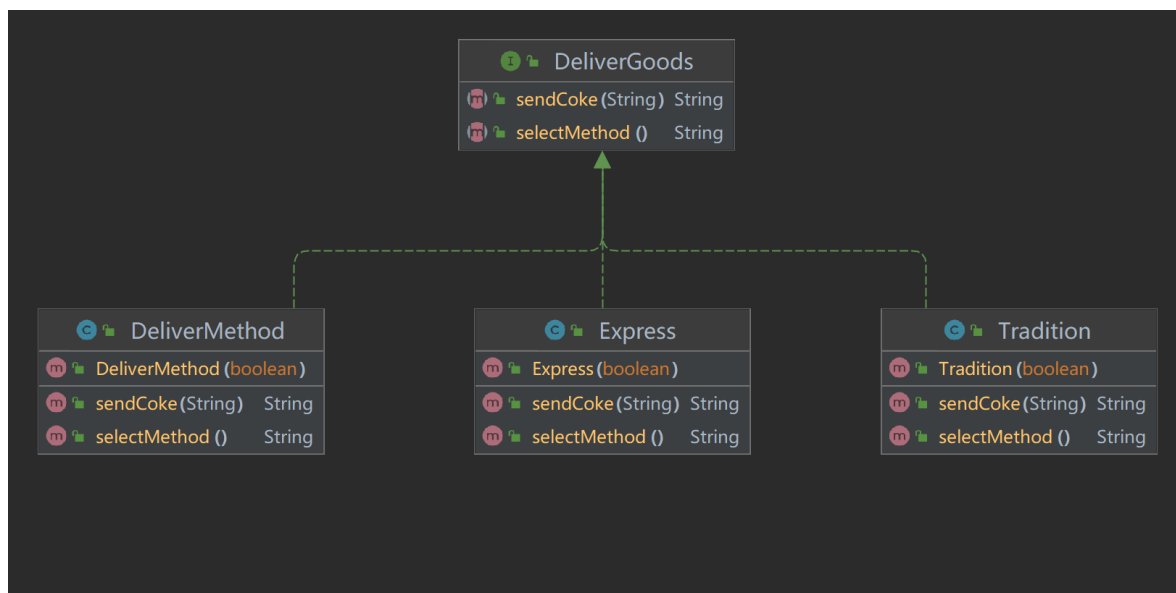 DeliverGoods
sendCoke(String) String
selectMethod () String
DeliverMethod
DeliverMethod(boolean)
sendCoke(String) String
selectMethod () String
Express
Express(boolean)
sendCoke(String) String
selectMethod () String
Tradition
Tradition(boolean)
sendCoke(String) String
selectMethod () String